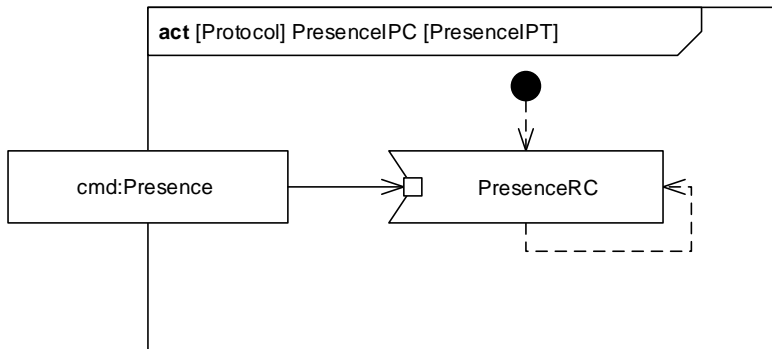 act [Protocol] PresenceIPC [PresenceIPT]
cmd:Presence
PresenceRC